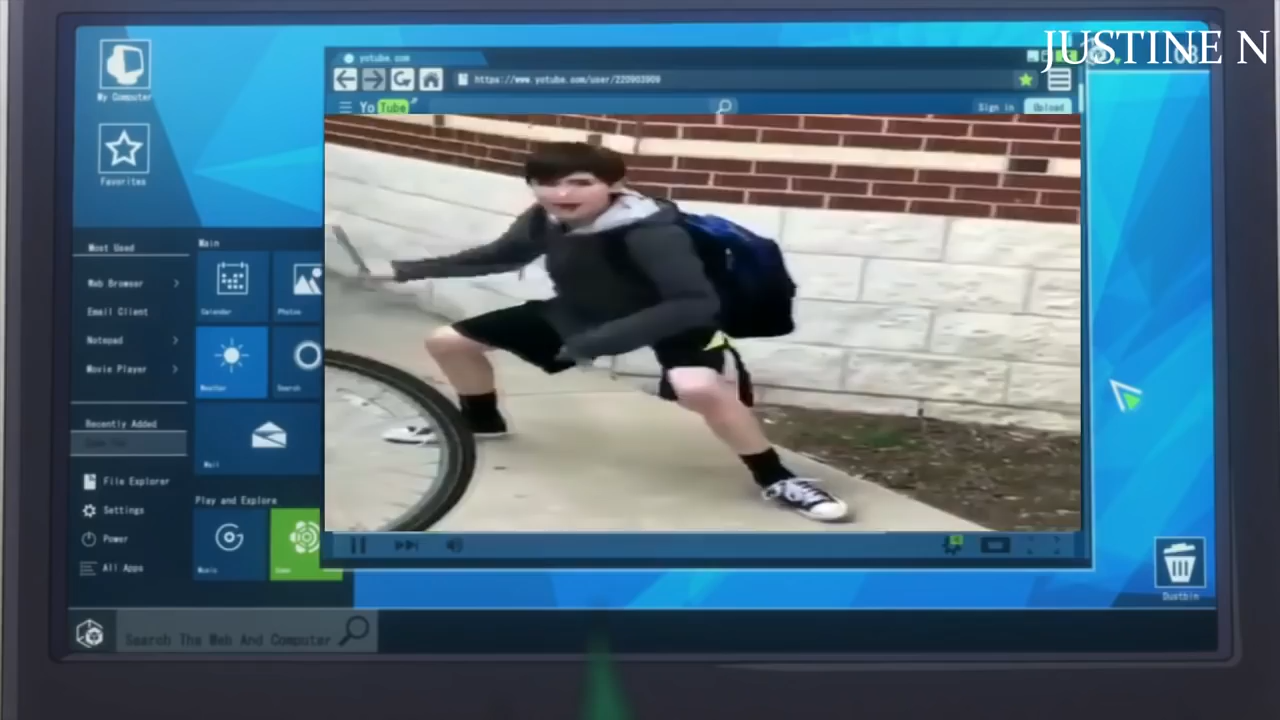 JUSTINE N
My Computer
Favorites
yotube.com
https://www.yotube.com/user/220903909
YoTube
Sign in
Upload
Most Used
Web Browser
Email Client
Notepad
Movie Player
Recently Added
File Explorer
Settings
Power
All Apps
Main
Calendar
Photos
Weather
Search
Mail
Play and Explore
Music
Game
Dustbin
Search The Web And Computer